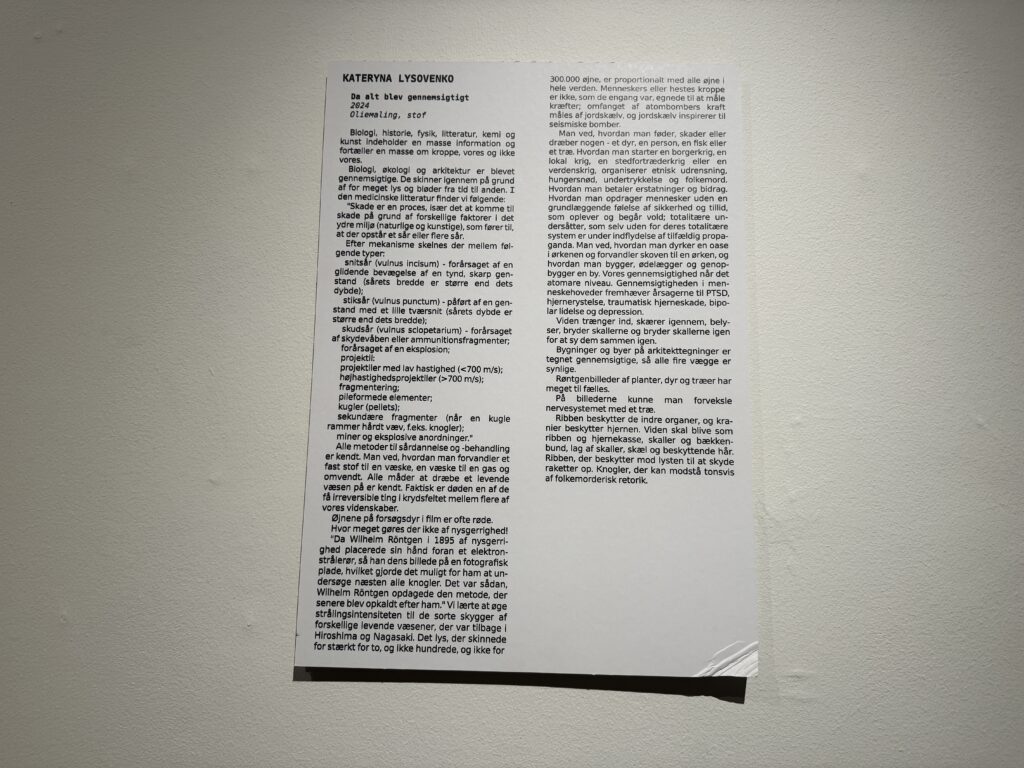 KATERYNA LYSOVENKO
Da alt blev gennemsigtigt
2024
Oliemaling, stof
Biologi, historie, fysik, litteratur, kemi og
kunst indeholder en masse information og
fortæller en masse om kroppe, vores og ikke
vores.
Biologi, økologi og arkitektur er blevet
gennemsigtige. De skinner igennem på grund
af for meget lys og bløder fra tid til anden. I
den medicinske litteratur finder vi følgende:
"Skade er en proces, især det at komme til
skade på grund af forskellige faktorer i det
ydre miljø (naturlige og kunstige), som fører til,
at der opstår et sår eller flere sår.
Efter mekanisme skelnes der mellem føl-
gende typer:
snitsår (vulnus incisum) - forårsaget af en
glidende bevægelse af en tynd, skarp gen-
stand (sårets bredde er større end dets
dybde);
stiksår (vulnus punctum) - påført af en gen-
stand med et lille tværsnit (sårets dybde er
større end dets bredde);
skudsår (vulnus sclopetarium) - forårsaget
af skydevåben eller ammunitionsfragmenter;
forårsaget af en eksplosion;
projektil:
projektiler med lav hastighed (<700 m/s);
højhastighedsprojektiler (>700 m/s);
fragmentering;
pileformede elementer;
kugler (pellets);
sekundære fragmenter (når en kugle
rammer hårdt væv, f.eks. knogler);
miner og eksplosive anordninger."
Alle metoder til sårdannelse og -behandling
er kendt. Man ved, hvordan man forvandler et
fast stof til en væske, en væske til en gas og
omvendt. Alle måder at dræbe et levende
væsen på er kendt. Faktisk er døden en af de
få irreversible ting i krydsfeltet mellem flere af
vores videnskaber.
Øjnene på forsøgsdyr i film er ofte røde.
Hvor meget gøres der ikke af nysgerrighed!
"Da Wilhelm Röntgen i 1895 af nysgerri-
ghed placerede sin hånd foran et elektron-
strålerør, så han dens billede på en fotografisk
plade, hvilket gjorde det muligt for ham at un-
dersøge næsten alle knogler. Det var sådan,
Wilhelm Röntgen opdagede den metode, der
senere blev opkaldt efter ham." Vi lærte at øge
strålingsintensiteten til de sorte skygger af
forskellige levende væsener, der var tilbage i
Hiroshima og Nagasaki. Det lys, der skinnede
for stærkt for to, og ikke hundrede, og ikke for
300.000 øjne, er proportionalt med alle øjne i
hele verden. Menneskers eller hestes kroppe
er ikke, som de engang var, egnede til at måle
kræfter; omfanget af atombombers kraft
måles af jordskælv, og jordskælv inspirerer til
seismiske bomber.
Man ved, hvordan man føder, skader eller
dræber nogen - et dyr, en person, en fisk eller
et træ. Hvordan man starter en borgerkrig, en
lokal krig, en stedfortræderkrig eller en
verdenskrig, organiserer etnisk udrensning,
hungersnød, undertrykkelse og folkemord.
Hvordan man betaler erstatninger og bidrag.
Hvordan man opdrager mennesker uden en
grundlæggende følelse af sikkerhed og tillid,
som oplever og begår vold; totalitære un-
dersåtter, som selv uden for deres totalitære
system er under indflydelse af tilfældig propa-
ganda. Man ved, hvordan man dyrker en oase
i ørkenen og forvandler skoven til en ørken, og
hvordan man bygger, ødelægger og genop-
bygger en by. Vores gennemsigtighed når det
atomare niveau. Gennemsigtigheden i men-
neskehoveder fremhæver årsagerne til PTSD,
hjernerystelse, traumatisk hjerneskade, bipo-
lar lidelse og depression.
Viden trænger ind, skærer igennem, bely-
ser, bryder skallerne og bryder skallerne igen
for at sy dem sammen igen.
Bygninger og byer på arkitekttegninger er
tegnet gennemsigtige, så alle fire vægge er
synlige.
Røntgenbilleder af planter, dyr og træer har
meget til fælles.
På billederne kunne man forveksle
nervesystemet med et træ.
Ribben beskytter de indre organer, og kra-
nier beskytter hjernen. Viden skal blive som
ribben og hjernekasse, skaller og bækken-
bund, lag af skaller, skæl og beskyttende hår.
Ribben, der beskytter mod lysten til at skyde
raketter op. Knogler, der kan modstå tonsvis
af folkemorderisk retorik.